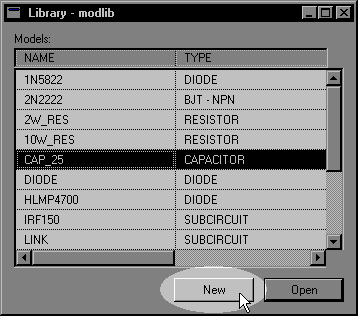 Library - modlib
Models:
NAME TYPE
1N5822 DIODE
2N2222 BJT - NPN
2W_RES RESISTOR
10W_RES RESISTOR
CAP_25 CAPACITOR
DIODE DIODE
HLMP4700 DIODE
IRF150 SUBCIRCUIT
LINK SUBCIRCUIT
New Open